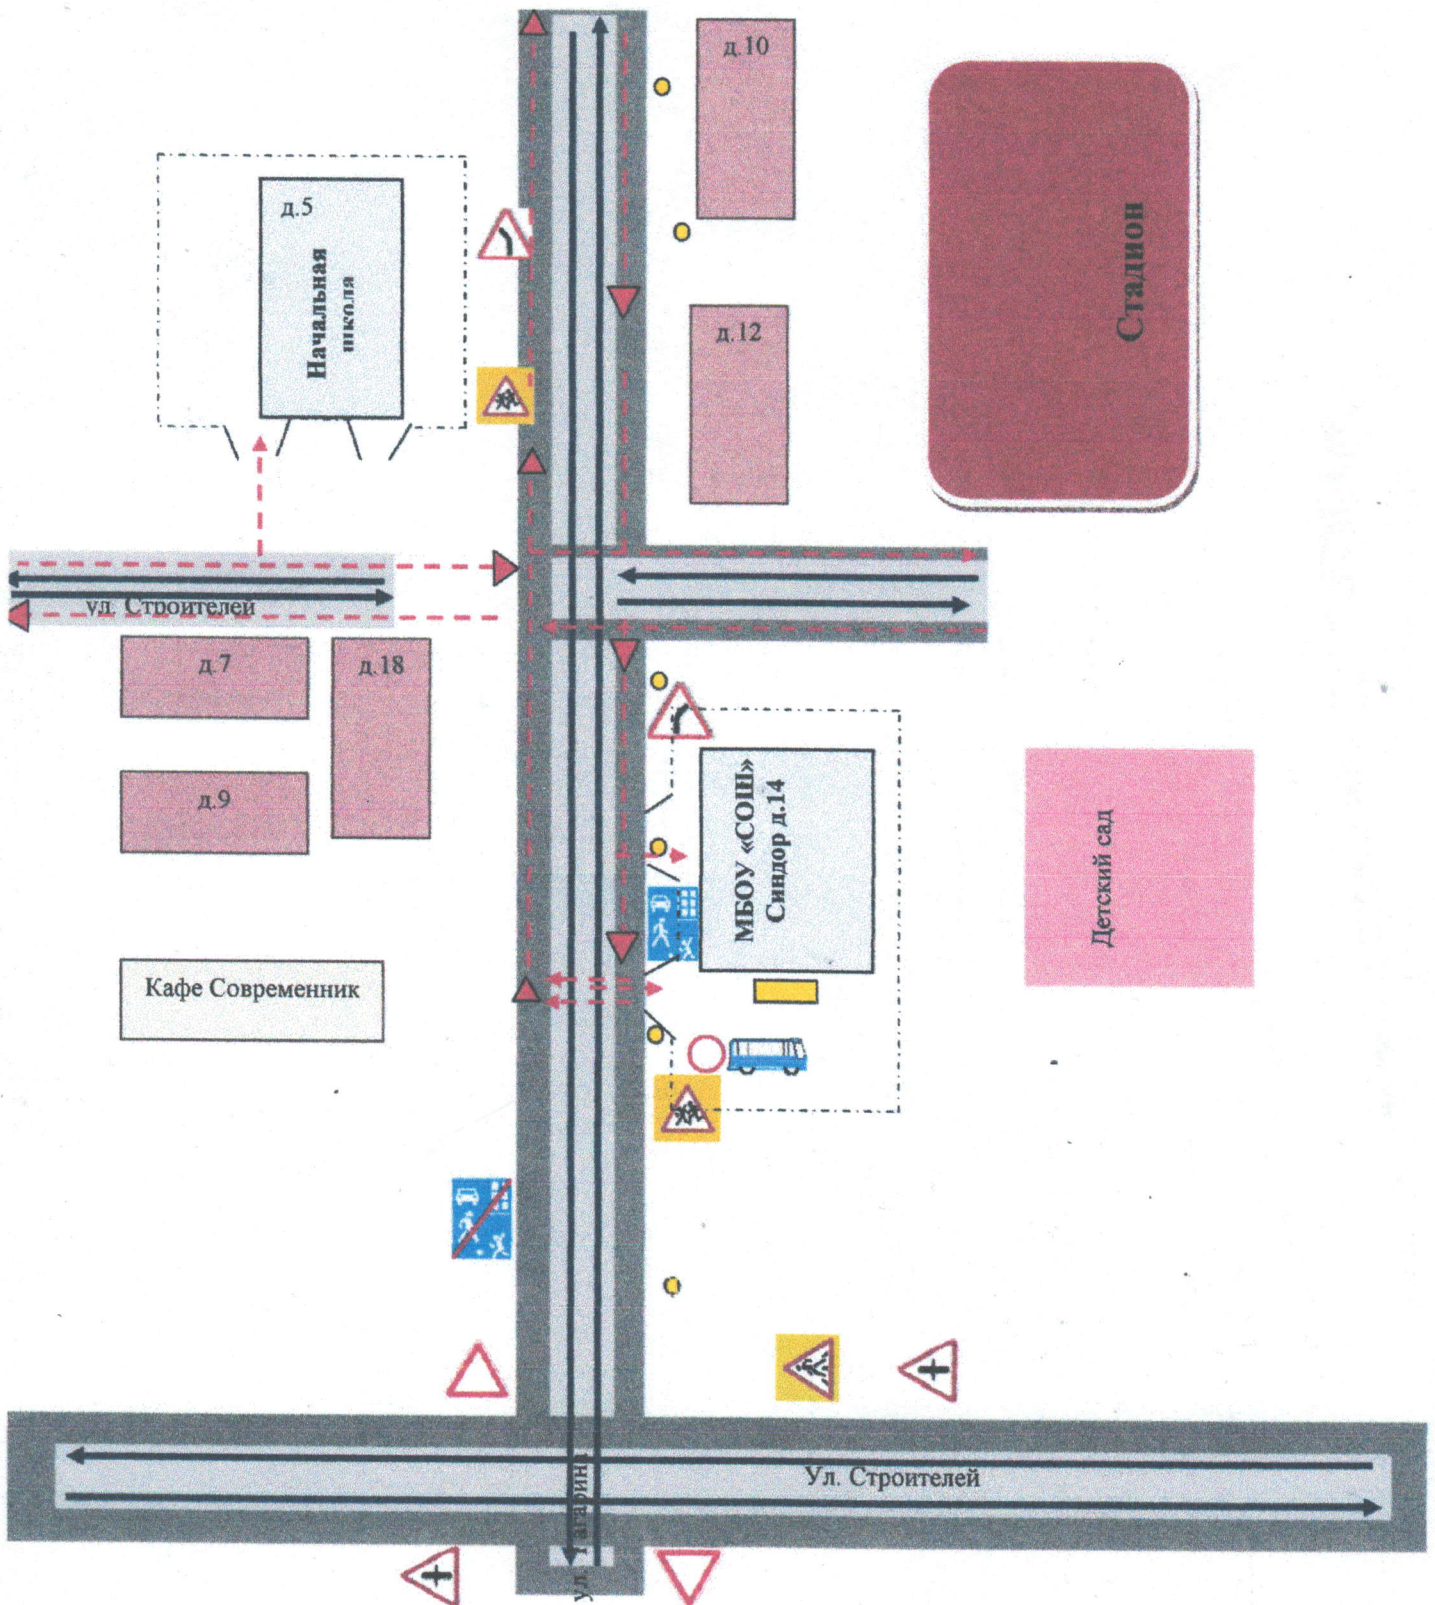 д.10
д.5
Начальная
школа
Стадион
д.12
ул. Строителей
д.7
д.18
д.9
МБОУ «СОШ»
Синдор д.14
Детский сад
Кафе Современник
Ул. Строителей
ул. Гагарина